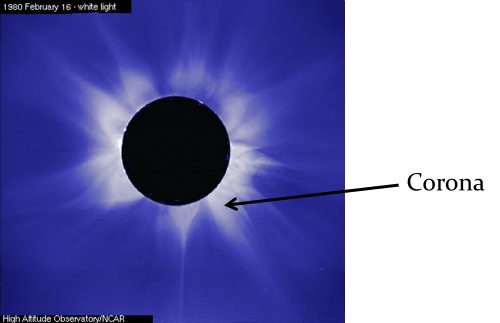 1980 February 16 - white light
Corona
High Altitude Observatory/NCAR